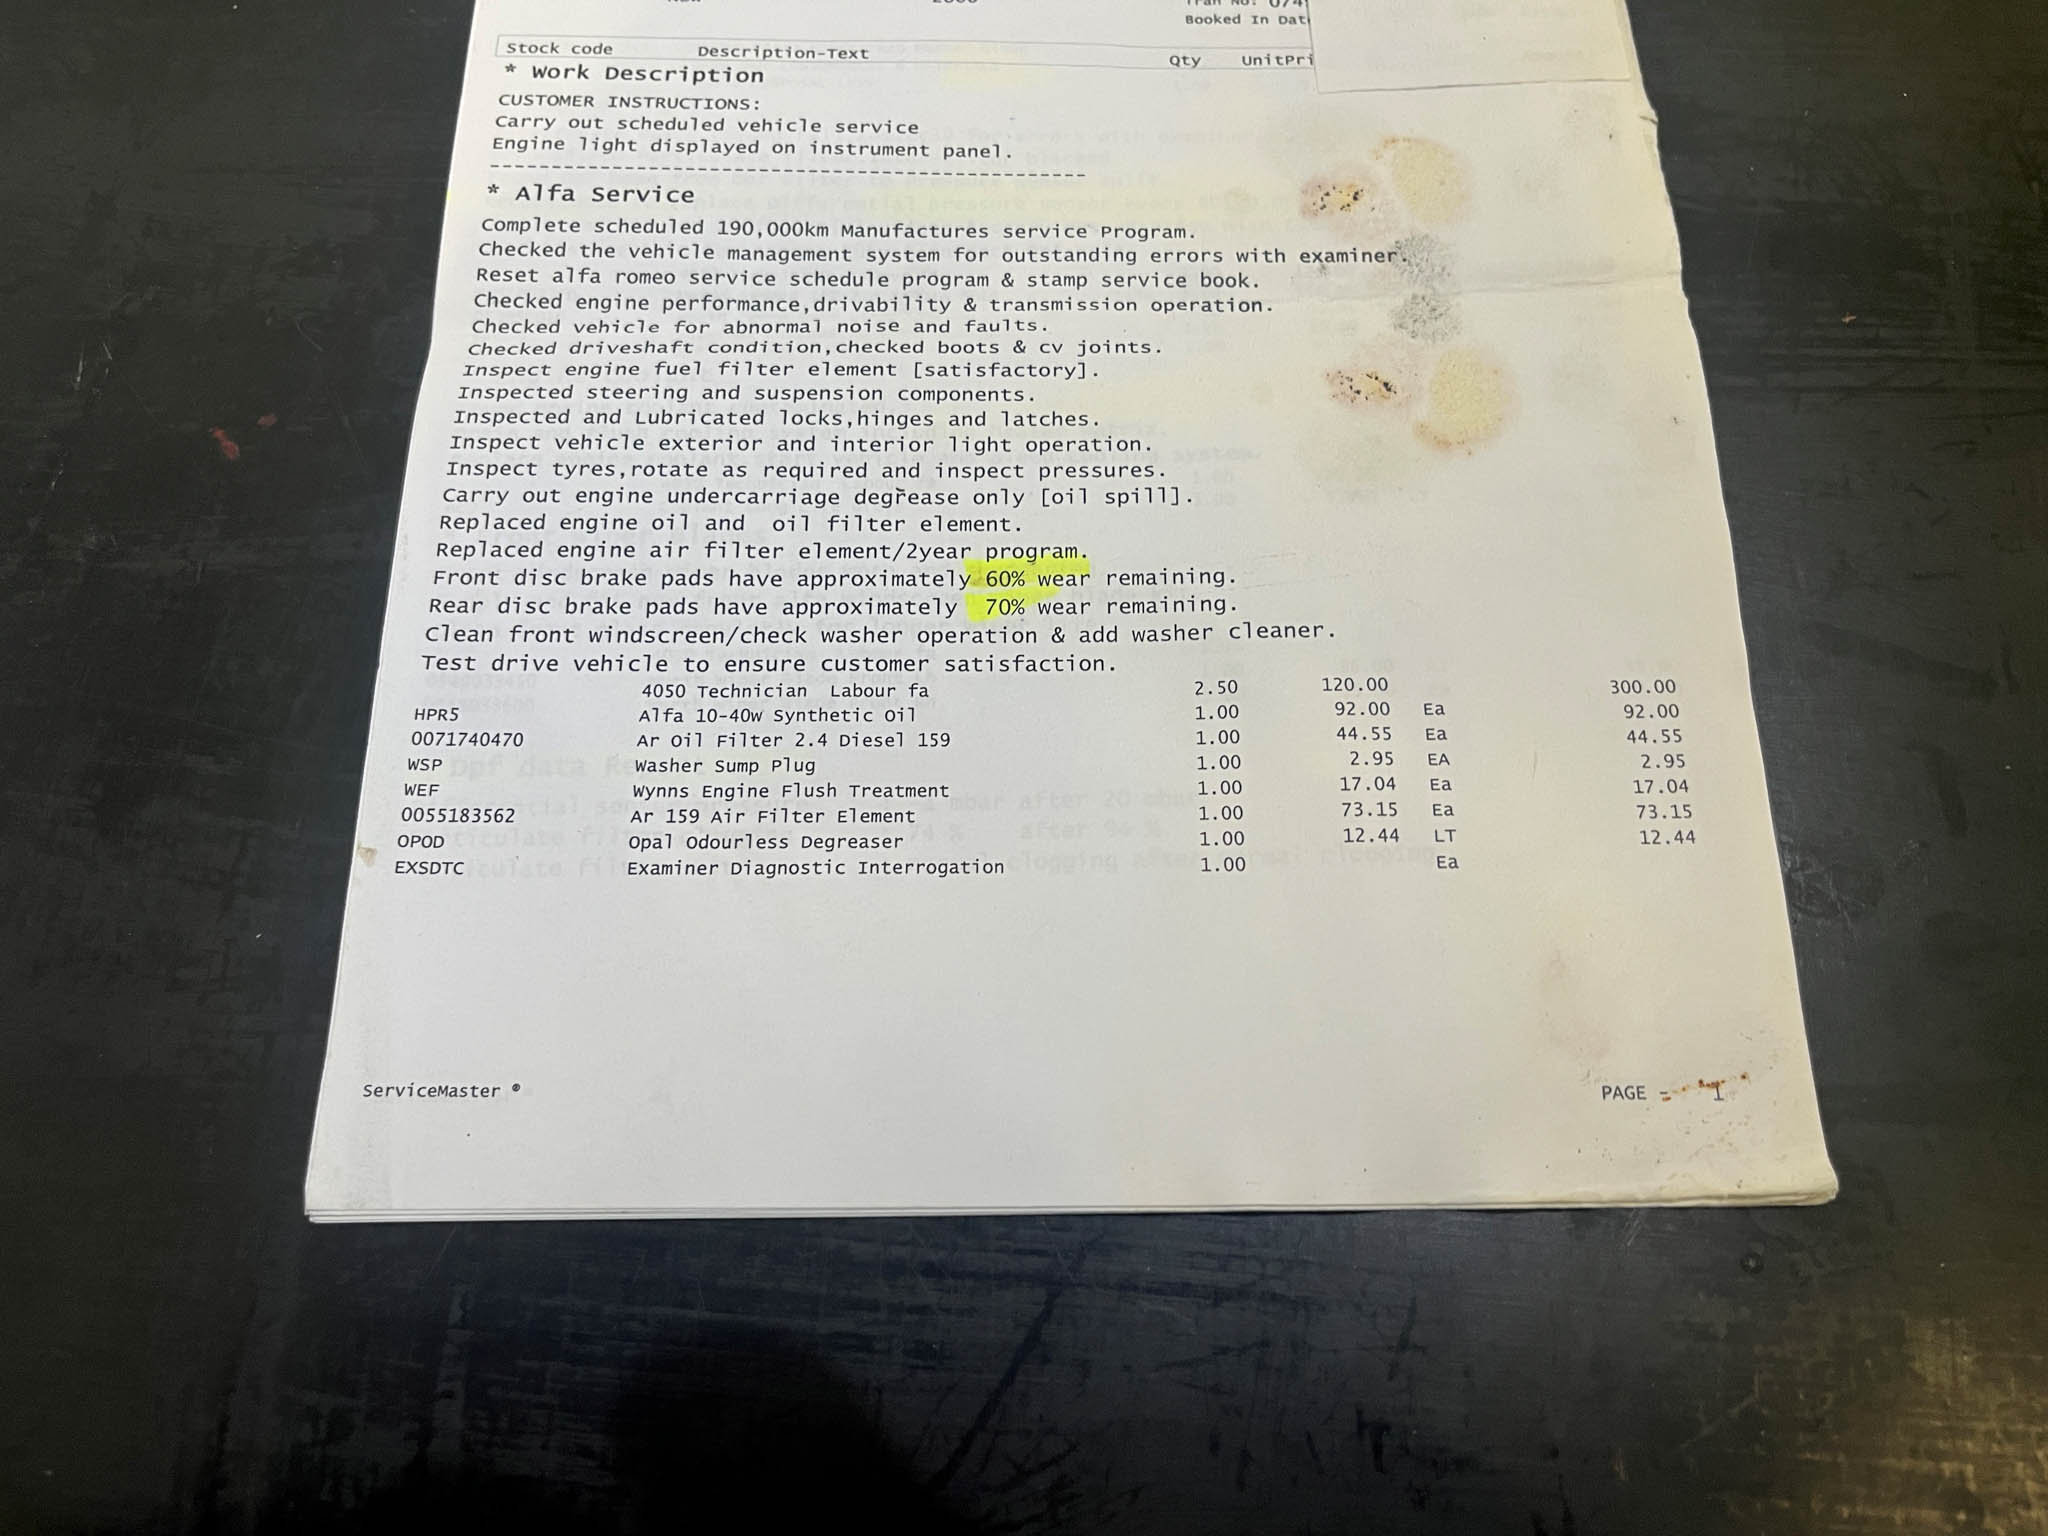 Tran No: 074
Booked In Dat
Stock code Description-Text Qty UnitPri
* Work Description
CUSTOMER INSTRUCTIONS:
Carry out scheduled vehicle service
Engine light displayed on instrument panel.
------------------------------------------------
* Alfa Service
Complete scheduled 190,000km Manufactures service Program.
Checked the vehicle management system for outstanding errors with examiner.
Reset alfa romeo service schedule program & stamp service book.
Checked engine performance,drivability & transmission operation.
Checked vehicle for abnormal noise and faults.
Checked driveshaft condition,checked boots & cv joints.
Inspect engine fuel filter element [satisfactory].
Inspected steering and suspension components.
Inspected and Lubricated locks,hinges and latches.
Inspect vehicle exterior and interior light operation.
Inspect tyres,rotate as required and inspect pressures.
Carry out engine undercarriage degrease only [oil spill].
Replaced engine oil and oil filter element.
Replaced engine air filter element/2year program.
Front disc brake pads have approximately 60% wear remaining.
Rear disc brake pads have approximately 70% wear remaining.
Clean front windscreen/check washer operation & add washer cleaner.
Test drive vehicle to ensure customer satisfaction.
4050 Technician Labour fa 2.50 120.00 300.00
HPR5 Alfa 10-40w Synthetic Oil 1.00 92.00 Ea 92.00
0071740470 Ar Oil Filter 2.4 Diesel 159 1.00 44.55 Ea 44.55
WSP Washer Sump Plug 1.00 2.95 EA 2.95
WEF Wynns Engine Flush Treatment 1.00 17.04 Ea 17.04
0055183562 Ar 159 Air Filter Element 1.00 73.15 Ea 73.15
OPOD Opal Odourless Degreaser 1.00 12.44 LT 12.44
EXSDTC Examiner Diagnostic Interrogation 1.00 Ea
ServiceMaster ® PAGE - 1